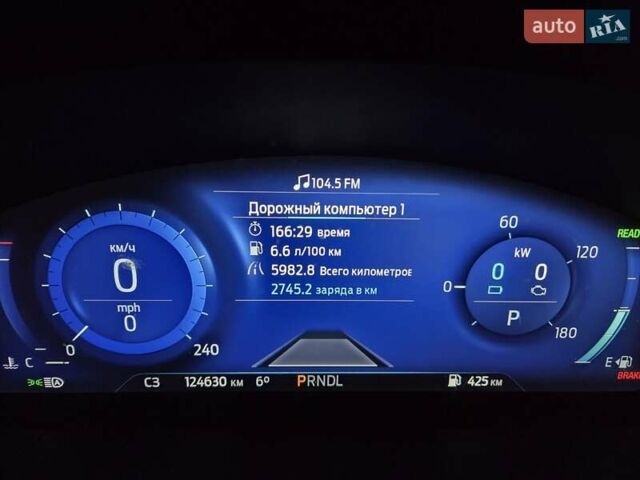 auto RIA .com
104.5 FM
Дорожный компьютер 1
166:29 время
6.6 л/100 км
5982.8 Всего километров
2745.2 заряда в км
км/ч
0
mph
0
0
240
kW
0 0
P
0
60
120
180
READ
C
E
BRAKE
A
СЗ 124630 км 6° PRNDL 425 км